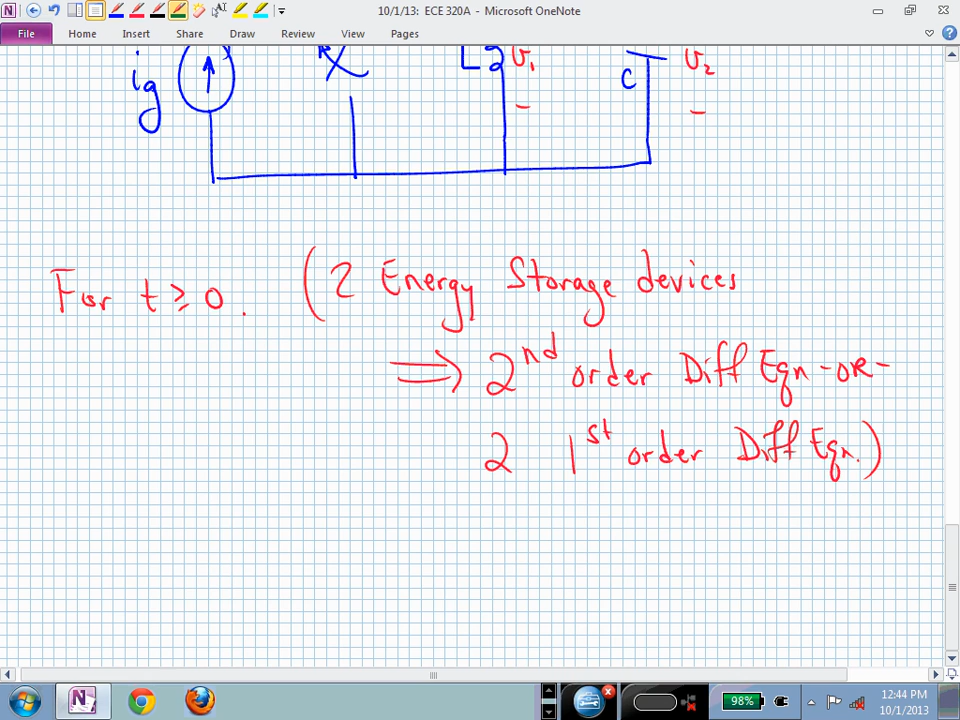 10/1/13: ECE 320A - Microsoft OneNote
File Home Insert Share Draw Review View Pages
ig L V1 C V2
- -
For t ≥ 0. (2 Energy Storage devices
⇒ 2nd order Diff Eqn -OR-
2 1st order Diff Eqn.)
98% 12:44 PM
10/1/2013